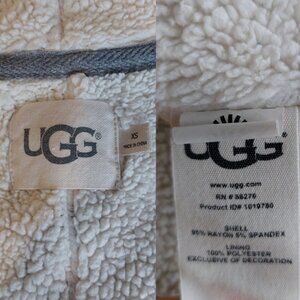 UGG®
XS
MADE IN CHINA
UGG®
www.ugg.com
RN # 88276
Product ID# 1019780
SHELL
95% RAYON 5% SPANDEX
LINING
100% POLYESTER
EXCLUSIVE OF DECORATION